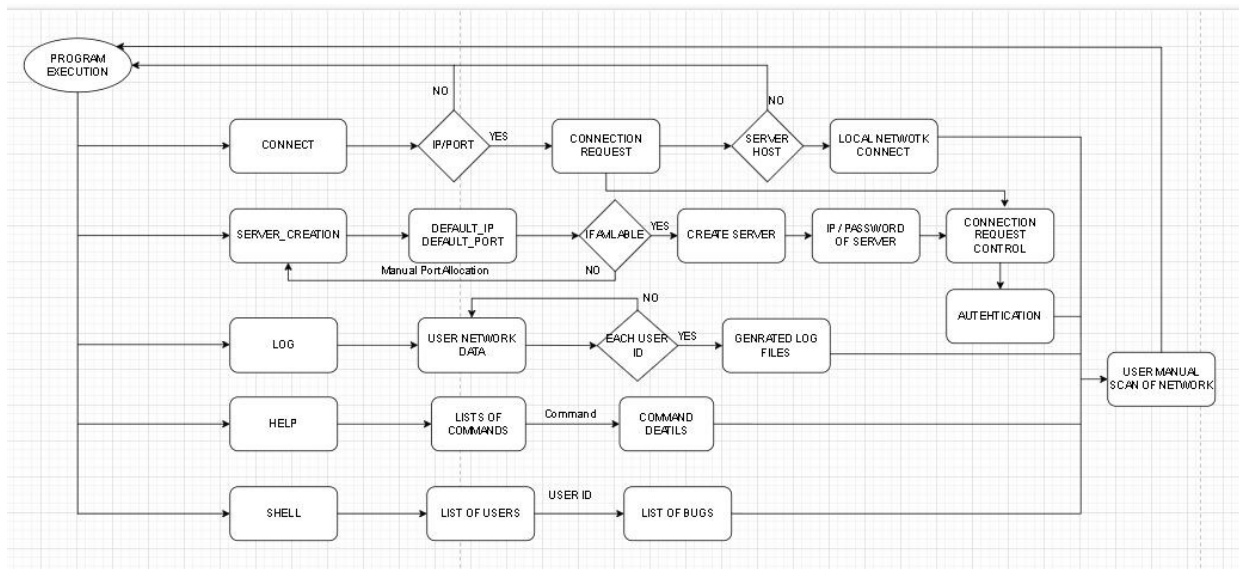 PROGRAM
EXECUTION
NO
NO
CONNECT
IP/PORT
YES
CONNECTION
REQUEST
SERVER
HOST
LOCAL NETWOTK
CONNECT
SERVER_CREATION
DEFAULT_IP
DEFAULT_PORT
IF AVLABLE
YES
CREATE SERVER
IP / PASSWORD
OF SERVER
CONNECTION
REQUEST
CONTROL
Manual Port Allocation
NO
NO
AUTEHTICATION
LOG
USER NETWORK
DATA
EACH USER
ID
YES
GENRATED LOG
FILES
USER MANUAL
SCAN OF NETWORK
HELP
LISTS OF
COMMANDS
Command
COMMAND
DEATILS
SHELL
LIST OF USERS
USER ID
LIST OF BUGS